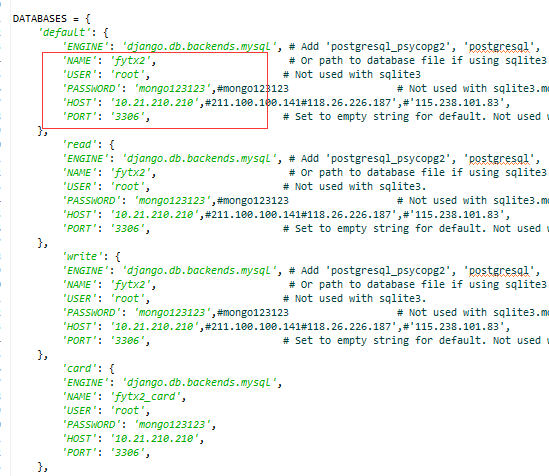 DATABASES = {
'default': {
'ENGINE': 'django.db.backends.mysql', # Add 'postgresql_psycopg2', 'postgresql',
'NAME': 'fytx2', # Or path to database file if using sqlite3
'USER': 'root', # Not used with sqlite3
'PASSWORD': 'mongo123123',#mongo123123 # Not used with sqlite3.mo
'HOST': '10.21.210.210',#211.100.100.141#118.26.226.187',#'115.238.101.83',
'PORT': '3306', # Set to empty string for default. Not used w
},
'read': {
'ENGINE': 'django.db.backends.mysql', # Add 'postgresql_psycopg2', 'postgresql',
'NAME': 'fytx2', # Or path to database file if using sqlite3
'USER': 'root', # Not used with sqlite3.
'PASSWORD': 'mongo123123',#mongo123123 # Not used with sqlite3.mo
'HOST': '10.21.210.210',#211.100.100.141#118.26.226.187',#'115.238.101.83',
'PORT': '3306', # Set to empty string for default. Not used w
},
'write': {
'ENGINE': 'django.db.backends.mysql', # Add 'postgresql_psycopg2', 'postgresql',
'NAME': 'fytx2', # Or path to database file if using sqlite3
'USER': 'root', # Not used with sqlite3.
'PASSWORD': 'mongo123123',#mongo123123 # Not used with sqlite3.mo
'HOST': '10.21.210.210',#211.100.100.141#118.26.226.187',#'115.238.101.83',
'PORT': '3306', # Set to empty string for default. Not used w
},
'card': {
'ENGINE': 'django.db.backends.mysql',
'NAME': 'fytx2_card',
'USER': 'root',
'PASSWORD': 'mongo123123',
'HOST': '10.21.210.210',
'PORT': '3306',
},